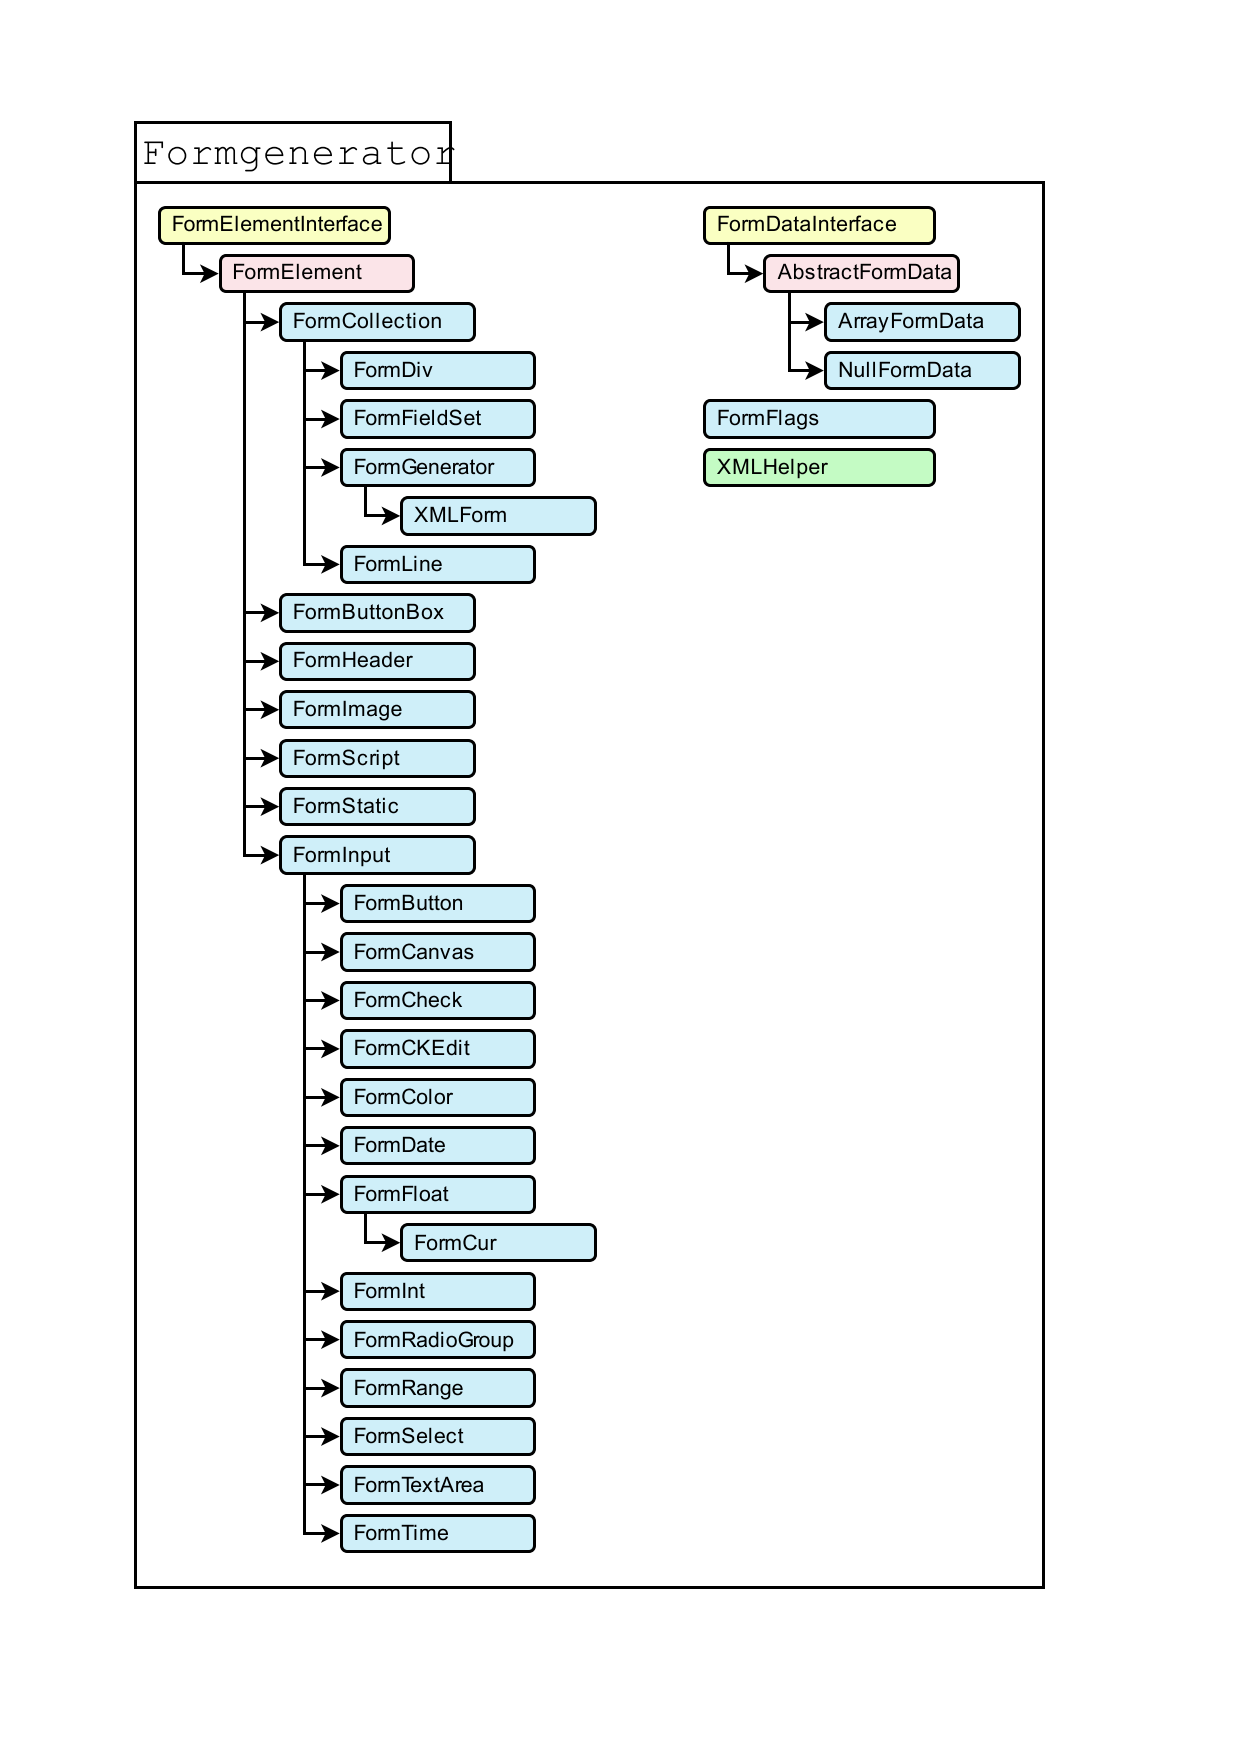 Formgenerator
FormElementInterface
FormElement
FormCollection
FormDiv
FormFieldSet
FormGenerator
XMLForm
FormLine
FormButtonBox
FormHeader
FormImage
FormScript
FormStatic
FormInput
FormButton
FormCanvas
FormCheck
FormCKEdit
FormColor
FormDate
FormFloat
FormCur
FormInt
FormRadioGroup
FormRange
FormSelect
FormTextArea
FormTime
FormDataInterface
AbstractFormData
ArrayFormData
NullFormData
FormFlags
XMLHelper